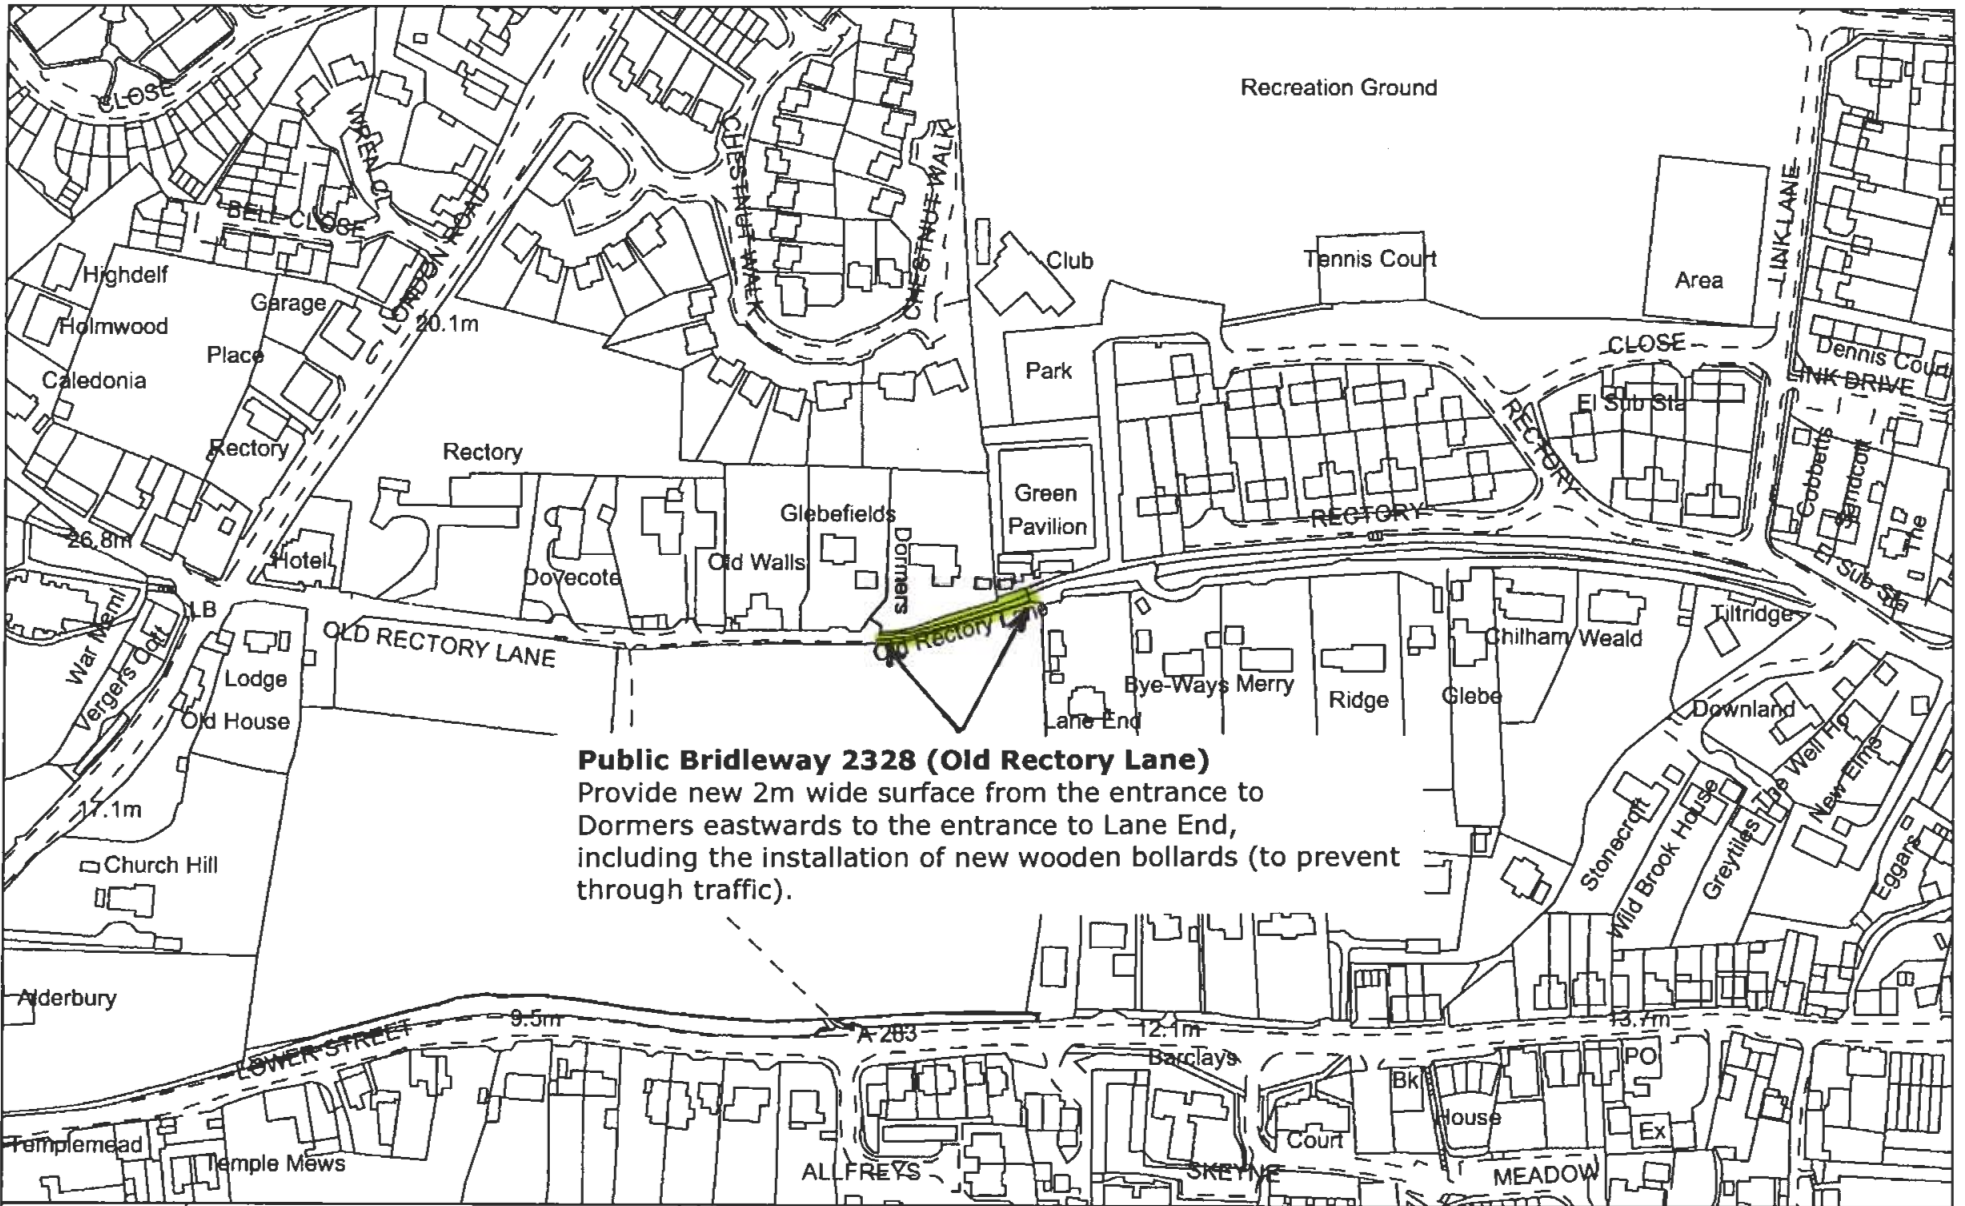 CLOSE
WREN C
BELL CLOSE
LONDON ROAD
20.1m
CHESTNUT WALK
CHESTNUT WALK
Recreation Ground
LINK LANE
Club
Tennis Court
Area
Highdelf
Garage
Holmwood
Place
Caledonia
Rectory
Rectory
Park
CLOSE
Dennis Court
LINK DRIVE
El Sub Sta
RECTORY
Cobbetts
The
El Sub Sta
Green
Pavilion
RECTORY
Glebefields
Dormers
26.8m
Hotel
Dovecote
Old Walls
LB
War Meml
Vergers Cott
OLD RECTORY LANE
Old Rectory Lane
Lodge
Old House
Lane End
Bye-Ways
Merry
Ridge
Glebe
Chilham
Weald
Tiltridge
Downland
The Well Ho
New Elms
Stonecroft
Wild Brook House
Greytiles
Eggars
Public Bridleway 2328 (Old Rectory Lane)
Provide new 2m wide surface from the entrance to
Dormers eastwards to the entrance to Lane End,
including the installation of new wooden bollards (to prevent
through traffic).
17.1m
Church Hill
Alderbury
LOWER STREET
9.5m
A 283
12.1m
13.7m
Barclays
Bk
PO
House
Ex
Court
Templemead
Temple Mews
ALLFREYS
SKEYNE
MEADOW